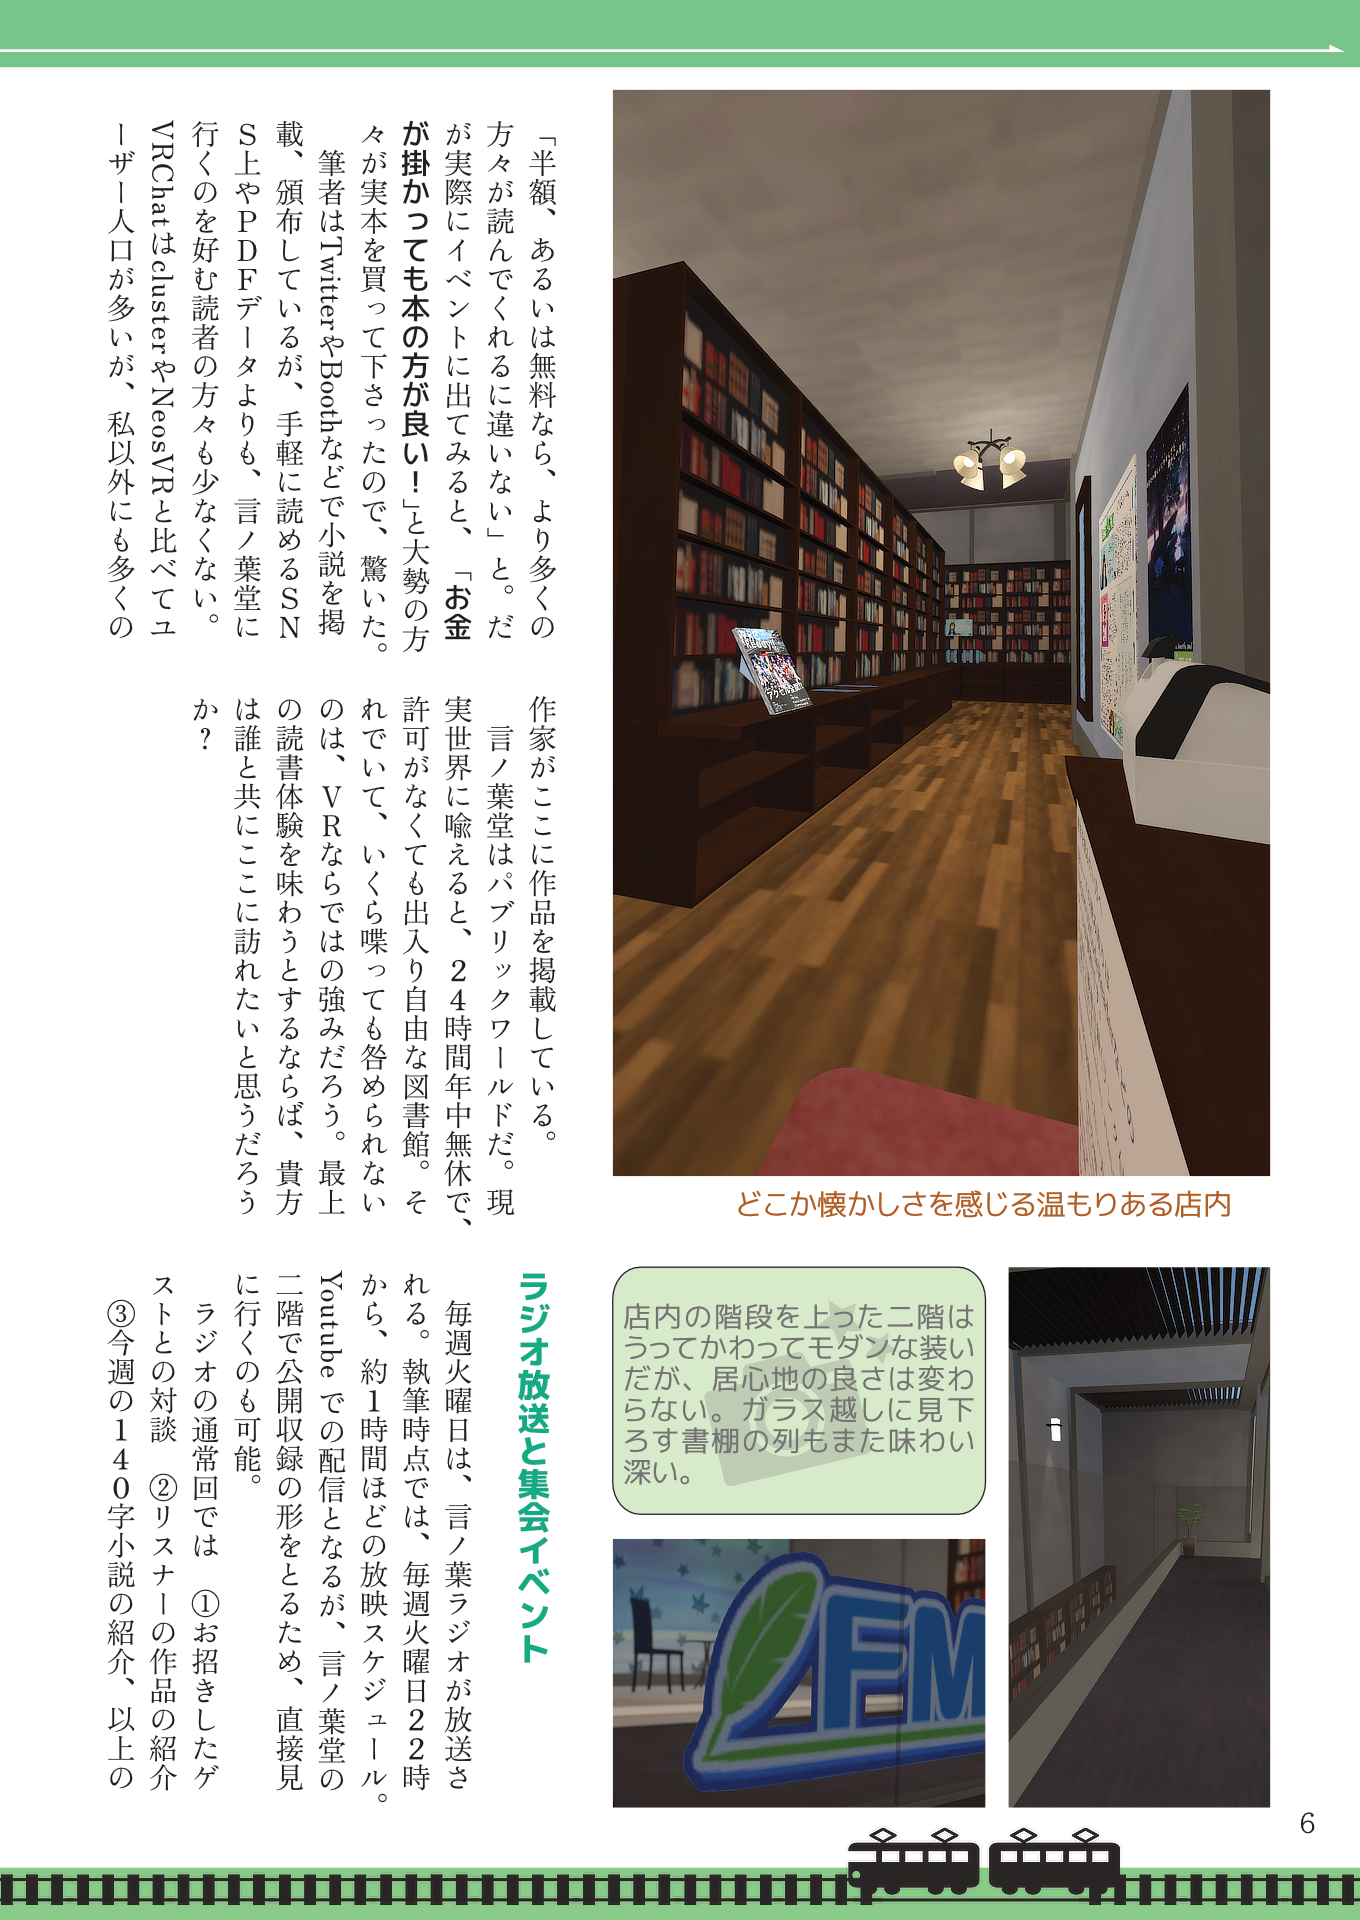 「半額、あるいは無料なら、より多くの
方々が読んでくれるに違いない」と。だ
が実際にイベントに出てみると、「お金
が掛かっても本の方が良い！」と大勢の方
々が実本を買って下さったので、驚いた。
筆者はTwitterやBoothなどで小説を掲
載、頒布しているが、手軽に読めるSN
S上やPDFデータよりも、言ノ葉堂に
行くのを好む読者の方々も少なくない。
VRChatはclusterやNeosVRと比べてユ
ーザー人口が多いが、私以外にも多くの
作家がここに作品を掲載している。
言ノ葉堂はパブリックワールドだ。現
実世界に喩えると、24時間年中無休で、
許可がなくても出入り自由な図書館。そ
れでいて、いくら喋っても咎められない
のは、VRならではの強みだろう。最上
の読書体験を味わうとするならば、貴方
は誰と共にここに訪れたいと思うだろう
か？
どこか懐かしさを感じる温もりある店内
店内の階段を上った二階は
うってかわってモダンな装い
だが、居心地の良さは変わ
らない。ガラス越しに見下
ろす書棚の列もまた味わい
深い。
FM
ラジオ放送と集会イベント
毎週火曜日は、言ノ葉ラジオが放送さ
れる。執筆時点では、毎週火曜日22時
から、約1時間ほどの放映スケジュール。
Youtube での配信となるが、言ノ葉堂の
二階で公開収録の形をとるため、直接見
に行くのも可能。
ラジオの通常回では ①お招きしたゲ
ストとの対談 ②リスナーの作品の紹介
③今週の140字小説の紹介、以上の
6